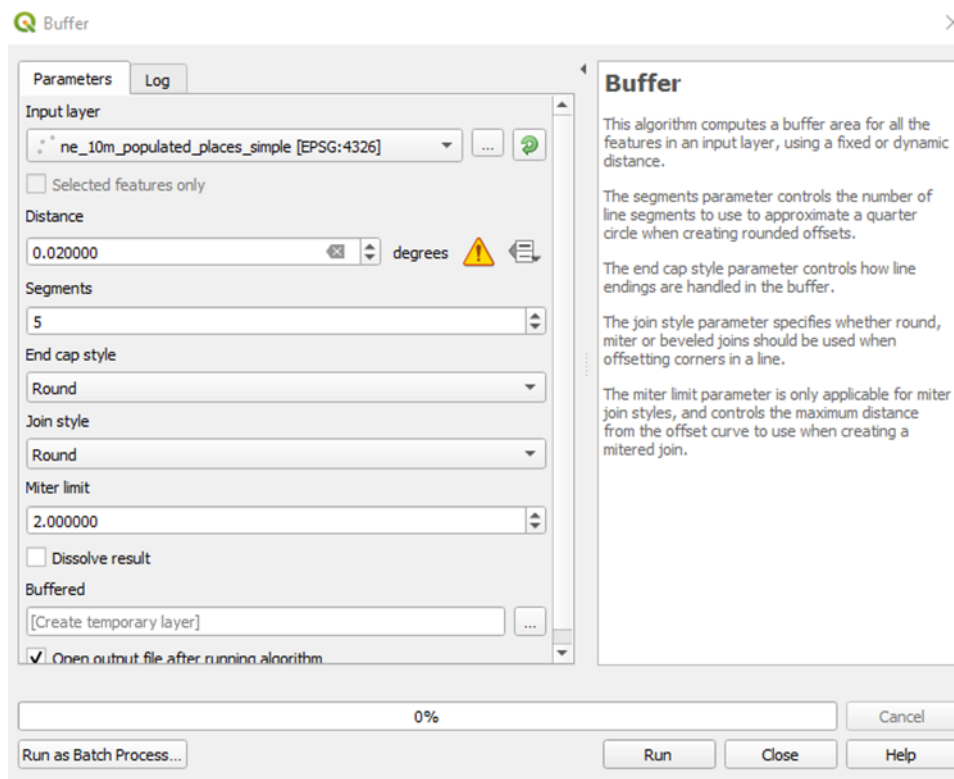 Buffer
Parameters
Log
Input layer
ne_10m_populated_places_simple [EPSG:4326]
...
Selected features only
Distance
0.020000
degrees
Segments
5
End cap style
Round
Join style
Round
Miter limit
2.000000
Dissolve result
Buffered
[Create temporary layer]
...
Open output file after running algorithm
Buffer
This algorithm computes a buffer area for all the
features in an input layer, using a fixed or dynamic
distance.
The segments parameter controls the number of
line segments to use to approximate a quarter
circle when creating rounded offsets.
The end cap style parameter controls how line
endings are handled in the buffer.
The join style parameter specifies whether round,
miter or beveled joins should be used when
offsetting corners in a line.
The miter limit parameter is only applicable for miter
join styles, and controls the maximum distance
from the offset curve to use when creating a
mitered join.
0%
Cancel
Run as Batch Process...
Run
Close
Help